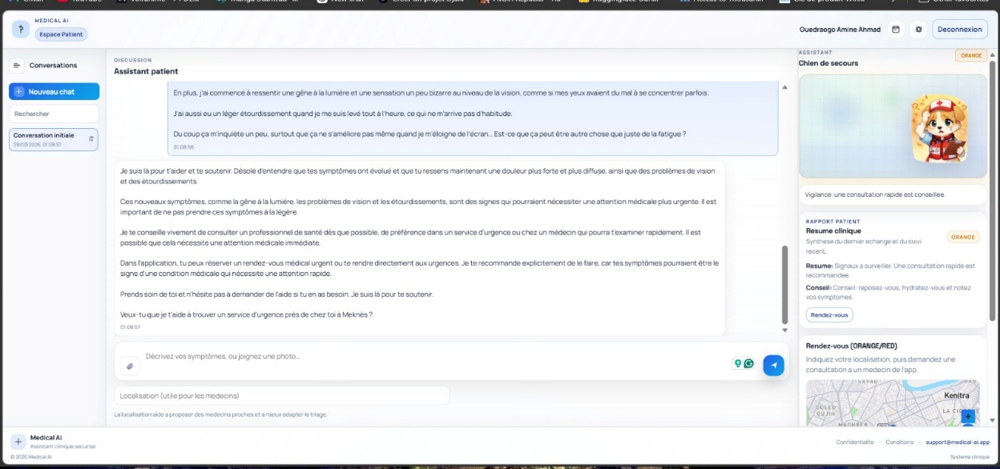 MEDICAL AI
Espace Patient
Ouedraogo Amine Ahmad
Deconnexion
Conversations
Nouveau chat
Rechercher
Conversation initiale
29/03/2026, 01:08:57
DISCUSSION
Assistant patient
En plus, j'ai commencé à ressentir une gêne à la lumière et une sensation un peu bizarre au niveau de la vision, comme si mes yeux avaient du mal à se concentrer parfois.
J'ai aussi eu un léger étourdissement quand je me suis levé tout à l'heure, ce qui ne m'arrive pas d'habitude.
Du coup ça m'inquiète un peu, surtout que ça ne s'améliore pas même quand je m'éloigne de l'écran... Est-ce que ça peut être autre chose que juste de la fatigue ?
01:08:56
Je suis là pour t'aider et te soutenir. Désolé d'entendre que tes symptômes ont évolué et que tu ressens maintenant une douleur plus forte et plus diffuse, ainsi que des problèmes de vision
et des étourdissements.
Ces nouveaux symptômes, comme la gêne à la lumière, les problèmes de vision et les étourdissements, sont des signes qui pourraient nécessiter une attention médicale plus urgente. Il est
important de ne pas prendre ces symptômes à la légère.
Je te conseille vivement de consulter un professionnel de santé dès que possible, de préférence dans un service d'urgence ou chez un médecin qui pourra t'examiner rapidement. Il est
possible que cela nécessite une attention médicale immédiate.
Dans l'application, tu peux réserver un rendez-vous médical urgent ou te rendre directement aux urgences. Je te recommande explicitement de le faire, car tes symptômes pourraient être le
signe d'une condition médicale qui nécessite une attention rapide.
Prends soin de toi et n'hésite pas à demander de l'aide si tu en as besoin. Je suis là pour te soutenir.
Veux-tu que je t'aide à trouver un service d'urgence près de chez toi à Meknès ?
01:08:57
Décrivez vos symptômes, ou joignez une photo...
Localisation (utile pour les medecins)
La localisation aide a proposer des medecins proches et a mieux adapter le triage.
ASSISTANT
ORANGE
Chien de secours
Vigilance: une consultation rapide est conseillee.
RAPPORT PATIENT
Resume clinique
ORANGE
Synthese du dernier echange et du suivi
recent.
Resume: Signaux a surveiller. Une consultation rapide est
recommandee.
Conseil: Conseil: reposez-vous, hydratez-vous et notez
vos symptomes.
Rendez-vous
Rendez-vous (ORANGE/RED)
Indiquez votre localisation, puis demandez une
consultation a un medecin de l'app.
Kenitra
OULED
OUJIH
Medical AI
Assistant clinique securise
© 2026 Medical AI
Confidentialite · Conditions · support@medical-ai.app
Systeme clinique